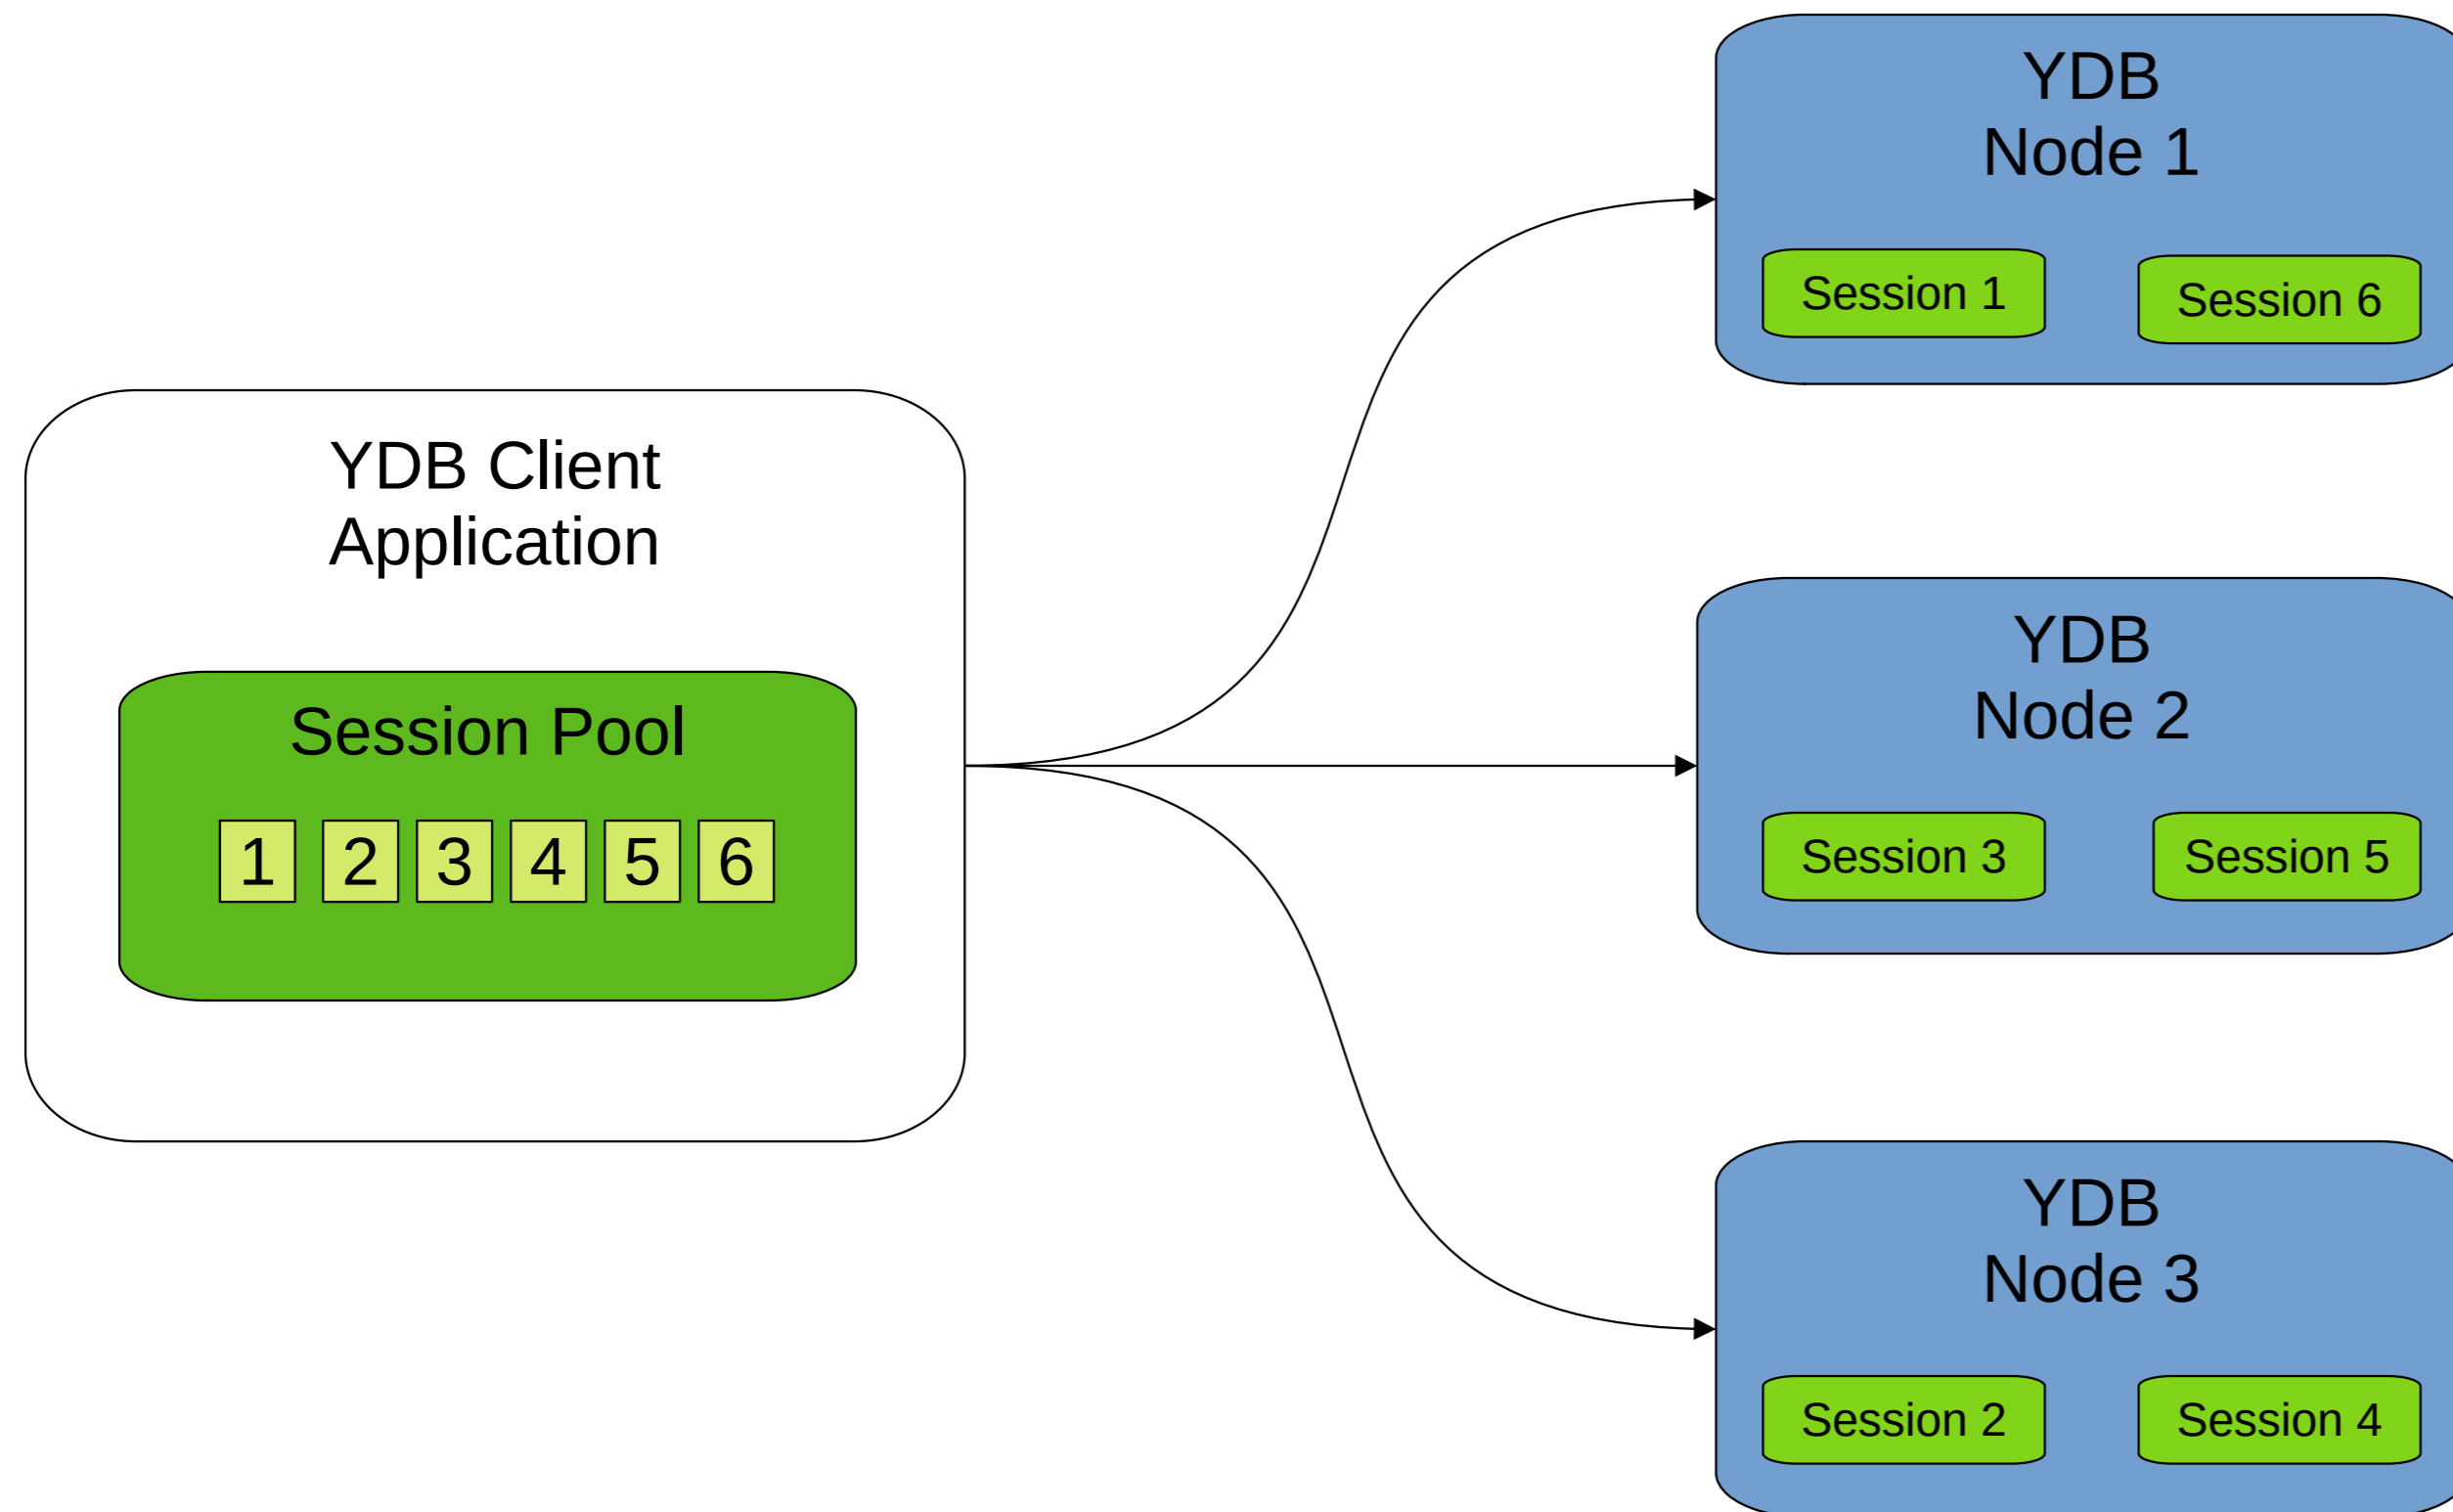 YDB Client
Application
Session Pool
1 2 3 4 5 6
YDB
Node 1
Session 1
Session 6
YDB
Node 2
Session 3
Session 5
YDB
Node 3
Session 2
Session 4